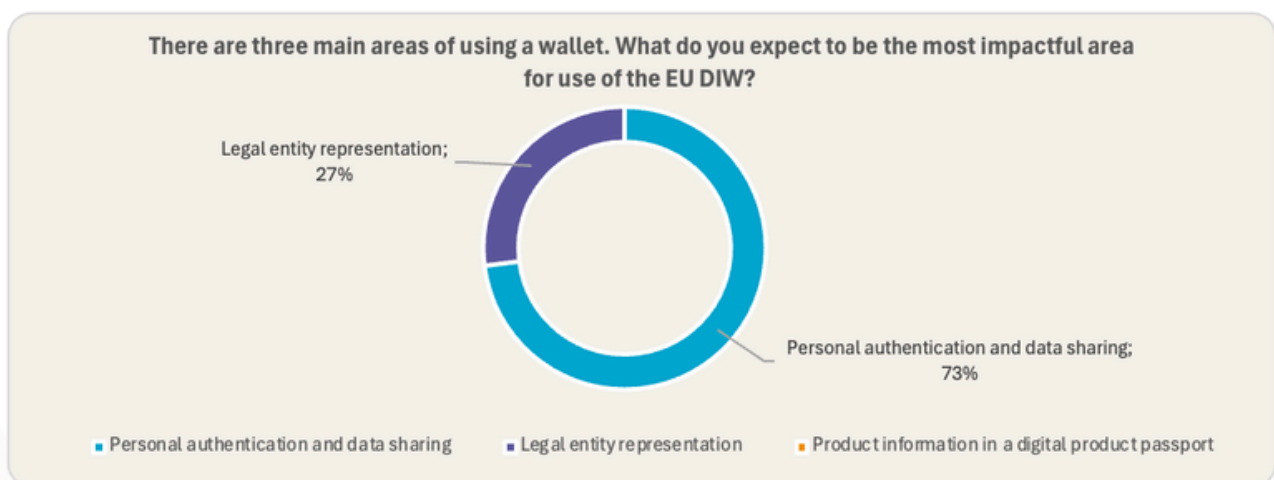 There are three main areas of using a wallet. What do you expect to be the most impactful area
for use of the EU DIW?
Legal entity representation;
27%
Personal authentication and data sharing;
73%
Personal authentication and data sharing
Legal entity representation
Product information in a digital product passport